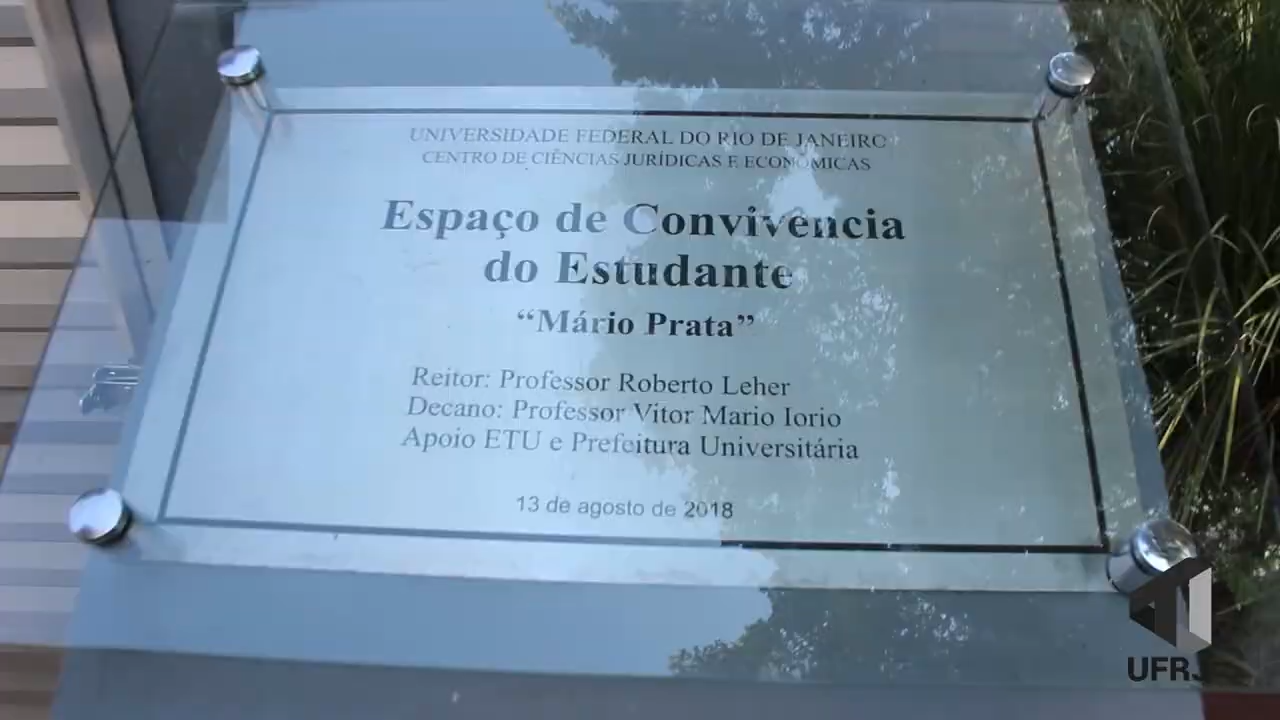 UNIVERSIDADE FEDERAL DO RIO DE JANEIRO
CENTRO DE CIÊNCIAS JURÍDICAS E ECONÔMICAS
Espaço de Convivência
do Estudante
“Mário Prata”
Reitor: Professor Roberto Leher
Decano: Professor Vitor Mario Iorio
Apoio ETU e Prefeitura Universitária
13 de agosto de 2018
UFRJ